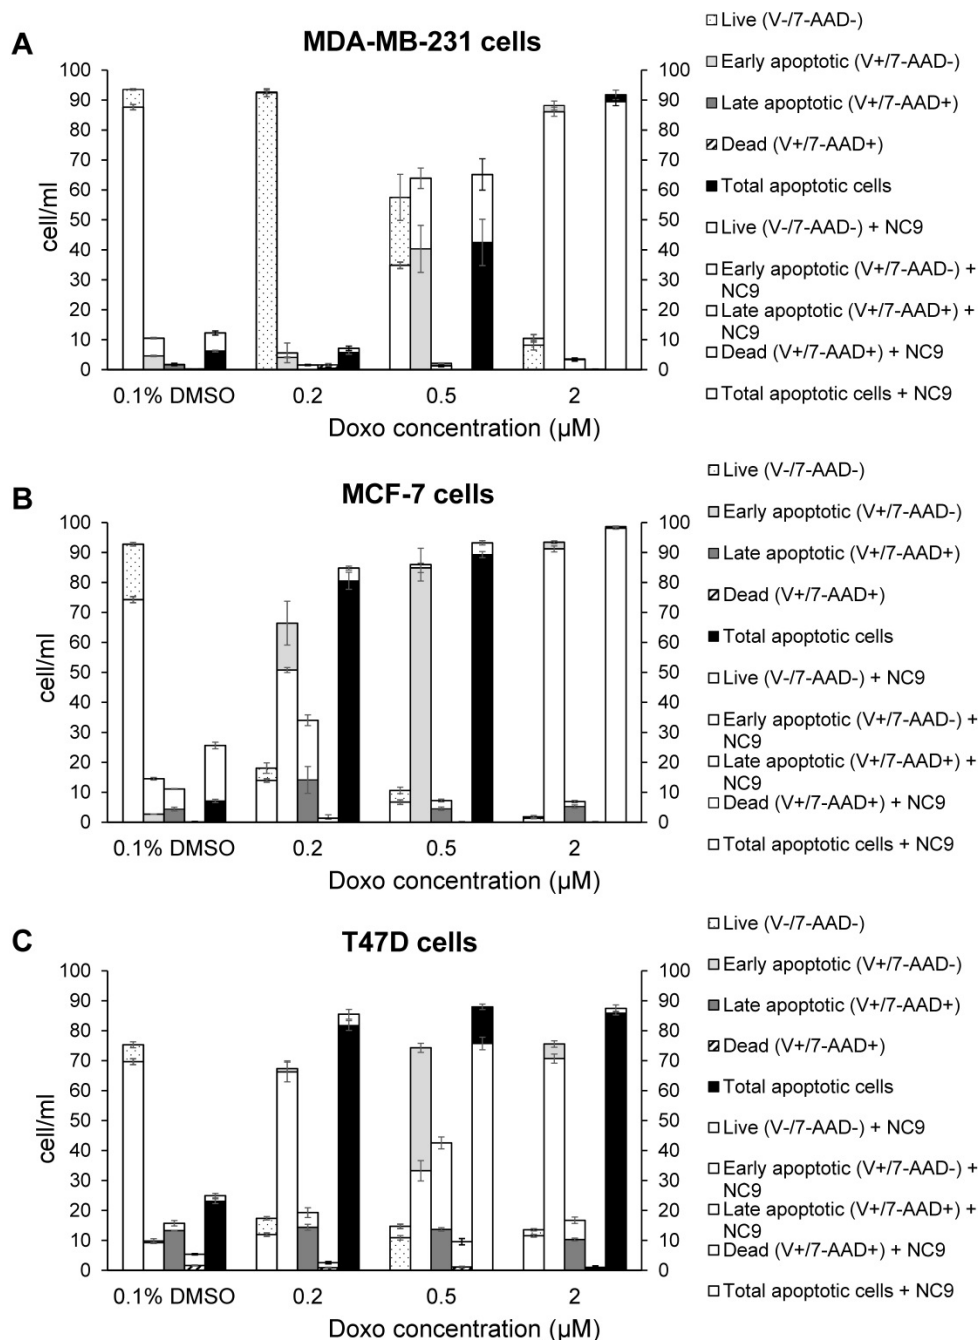 A
MDA-MB-231 cells
cell/ml
100
90
80
70
60
50
40
30
20
10
0
100
90
80
70
60
50
40
30
20
10
0
0.1% DMSO 0.2 0.5 2
Doxo concentration (µM)
Live (V-/7-AAD-)
Early apoptotic (V+/7-AAD-)
Late apoptotic (V+/7-AAD+)
Dead (V+/7-AAD+)
Total apoptotic cells
Live (V-/7-AAD-) + NC9
Early apoptotic (V+/7-AAD-) +
NC9
Late apoptotic (V+/7-AAD+) +
NC9
Dead (V+/7-AAD+) + NC9
Total apoptotic cells + NC9
B
MCF-7 cells
cell/ml
100
90
80
70
60
50
40
30
20
10
0
100
90
80
70
60
50
40
30
20
10
0
0.1% DMSO 0.2 0.5 2
Doxo concentration (µM)
Live (V-/7-AAD-)
Early apoptotic (V+/7-AAD-)
Late apoptotic (V+/7-AAD+)
Dead (V+/7-AAD+)
Total apoptotic cells
Live (V-/7-AAD-) + NC9
Early apoptotic (V+/7-AAD-) +
NC9
Late apoptotic (V+/7-AAD+) +
NC9
Dead (V+/7-AAD+) + NC9
Total apoptotic cells + NC9
C
T47D cells
cell/ml
100
90
80
70
60
50
40
30
20
10
0
100
90
80
70
60
50
40
30
20
10
0
0.1% DMSO 0.2 0.5 2
Doxo concentration (µM)
Live (V-/7-AAD-)
Early apoptotic (V+/7-AAD-)
Late apoptotic (V+/7-AAD+)
Dead (V+/7-AAD+)
Total apoptotic cells
Live (V-/7-AAD-) + NC9
Early apoptotic (V+/7-AAD-) +
NC9
Late apoptotic (V+/7-AAD+) +
NC9
Dead (V+/7-AAD+) + NC9
Total apoptotic cells + NC9